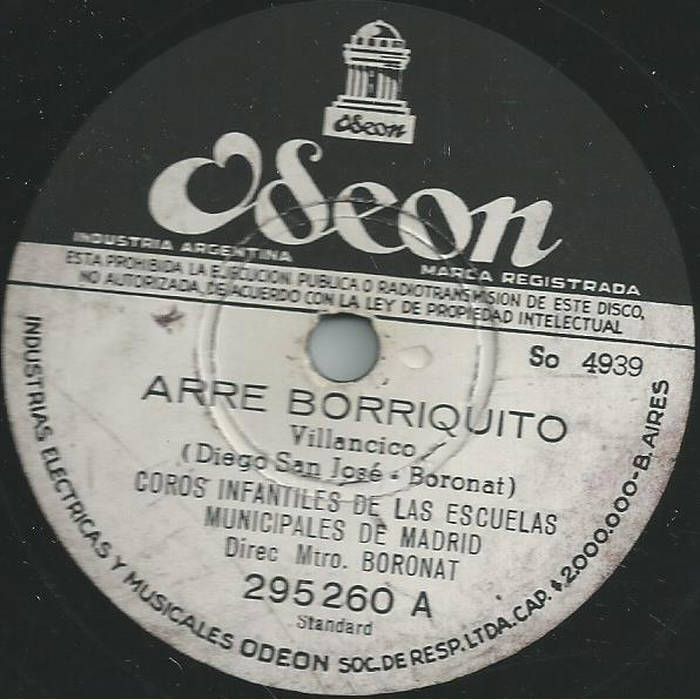 Odeon
Odeon
INDUSTRIA ARGENTINA
MARCA REGISTRADA
ESTA PROHIBIDA LA EJECUCION PUBLICA O RADIOTRANSMISION DE ESTE DISCO,
NO AUTORIZADA, DE ACUERDO CON LA LEY DE PROPIEDAD INTELECTUAL
So 4939
ARRE BORRIQUITO
Villancico
(Diego San José - Boronat)
COROS INFANTILES DE LAS ESCUELAS
MUNICIPALES DE MADRID
Direc Mtro. BORONAT
295260 A
Standard
INDUSTRIAS ELECTRICAS Y MUSICALES ODEON SOC. DE RESP. LTDA. CAP. $ 2.000.000-B. AIRES